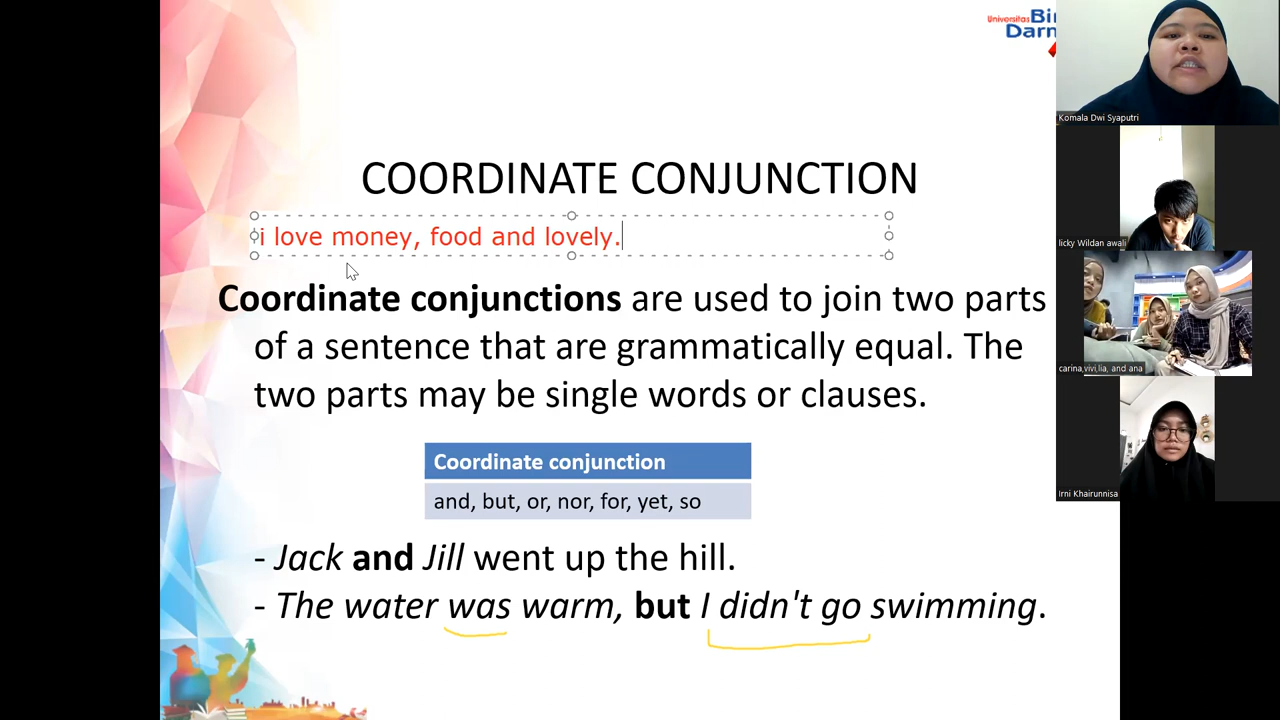 Universitas Bi
Darn
COORDINATE CONJUNCTION
i love money, food and lovely.
Coordinate conjunctions are used to join two parts
of a sentence that are grammatically equal. The
two parts may be single words or clauses.
Coordinate conjunction
and, but, or, nor, for, yet, so
- Jack and Jill went up the hill.
- The water was warm, but I didn't go swimming.
Komala Dwi Syaputri
licky Wildan awali
carina,vivi,lia, and ana
Irni Khairunnisa